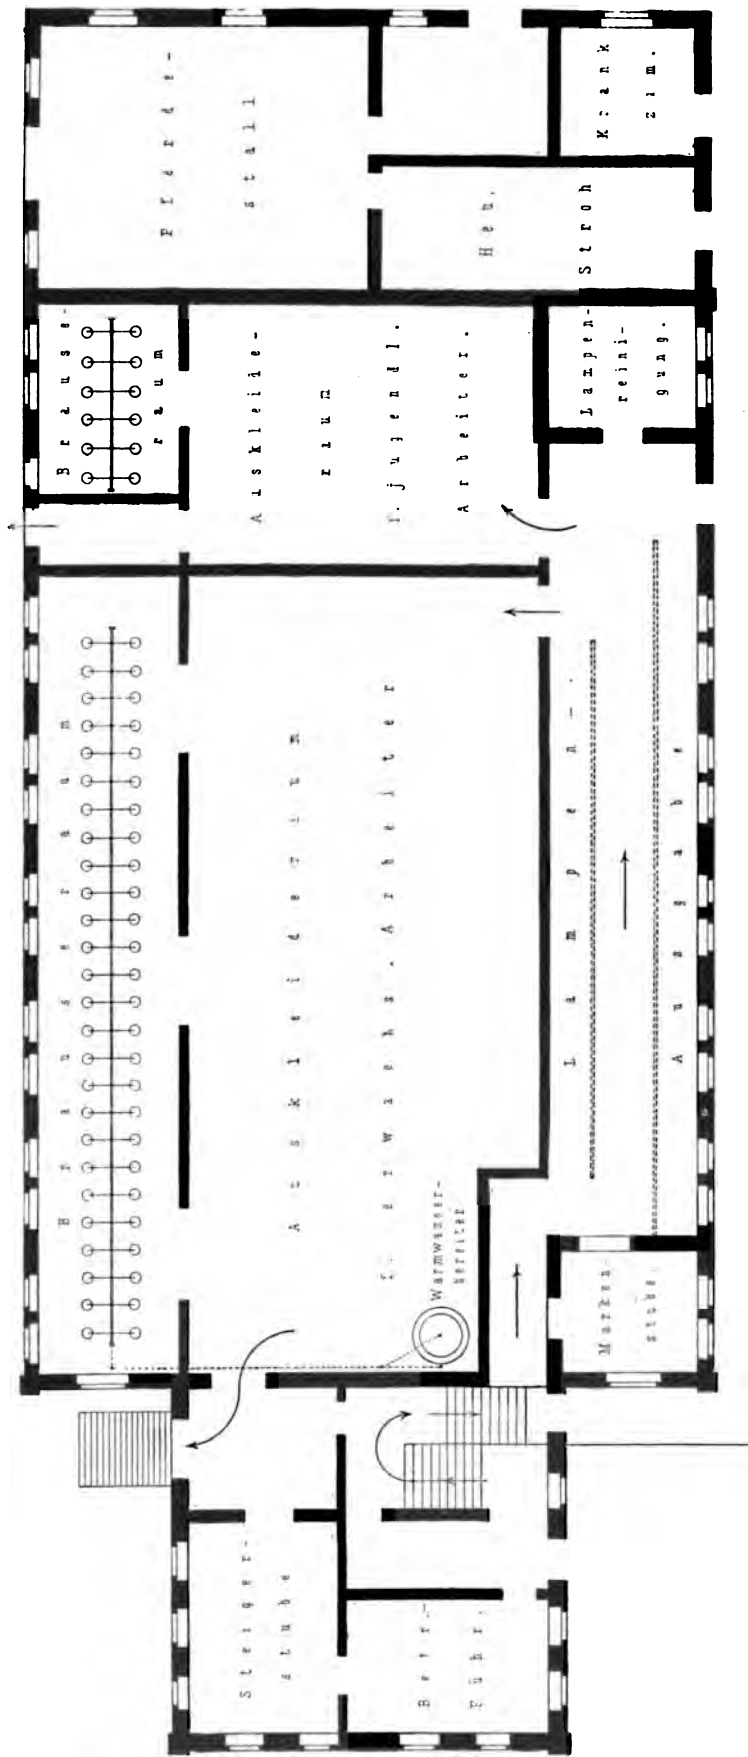 Pferde-
stall
Krank
zim.
Heu.
Stroh
Brause-
raum
Auskleide-
raum
f. jugendl.
Arbeiter.
Lampen-
reini-
gung.
Brauseraum
Auskleideraum
f. erwachs. Arbeiter
Lampen-
Ausgabe
Warmwasser-
bereiter
Marken
stube
Steiger-
stube
Betr.-
Führ.